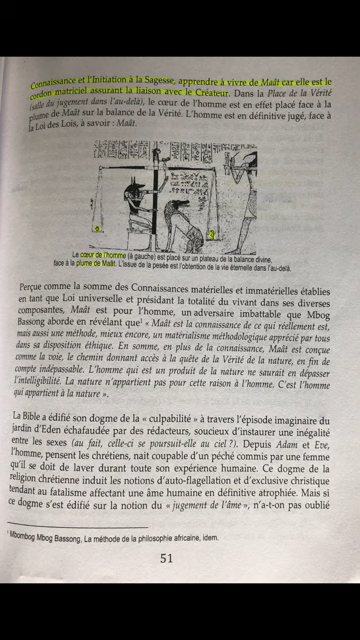 Connaissance et l'Initiation à la Sagesse, apprendre à vivre de Maât car elle est le
cordon matriciel assurant la liaison avec le Créateur. Dans la Place de la Vérité
(salle du jugement dans l'au-delà), le cœur de l'homme est en effet placé face à la
plume de Maât sur la balance de la Vérité. L'homme est en définitive jugé, face à
la Loi des Lois, à savoir : Maât.
Le cœur de l'homme (à gauche) est placé sur un plateau de la balance divine,
face à la plume de Maât. L'issue de la pesée est l'obtention de la vie éternelle dans l'au-delà.
Perçue comme la somme des Connaissances matérielles et immatérielles établies
en tant que Loi universelle et présidant la totalité du vivant dans ses diverses
composantes, Maât est pour l'homme, un adversaire imbattable que Mbog
Bassong aborde en révélant que¹ « Maât est la connaissance de ce qui réellement est,
mais aussi une méthode, mieux encore, un matérialisme méthodologique apprécié par tous
dans sa disposition éthique. En somme, en plus de la connaissance, Maât est conçue
comme la voie, le chemin donnant accès à la quête de la Vérité de la nature, en fin de
compte indépassable. L'homme qui est un produit de la nature ne saurait en dépasser
l'intelligibilité. La nature n'appartient pas pour cette raison à l'homme. C'est l'homme
qui appartient à la nature ».
La Bible a édifié son dogme de la « culpabilité » à travers l'épisode imaginaire du
jardin d'Eden échafaudée par des rédacteurs, soucieux d'instaurer une inégalité
entre les sexes (au fait, celle-ci se poursuit-elle au ciel ?). Depuis Adam et Eve,
l'homme, pensent les chrétiens, nait coupable d'un péché commis par une femme
qu'il se doit de laver durant toute son expérience humaine. Ce dogme de la
religion chrétienne induit les notions d'auto-flagellation et d'exclusive christique
tendant au fatalisme affectant une âme humaine en définitive atrophiée. Mais si
ce dogme s'est édifié sur la notion du « jugement de l'âme », n'a-t-on pas oublié
¹ Mbombog Mbog Bassong, La méthode de la philosophie africaine, idem.
51